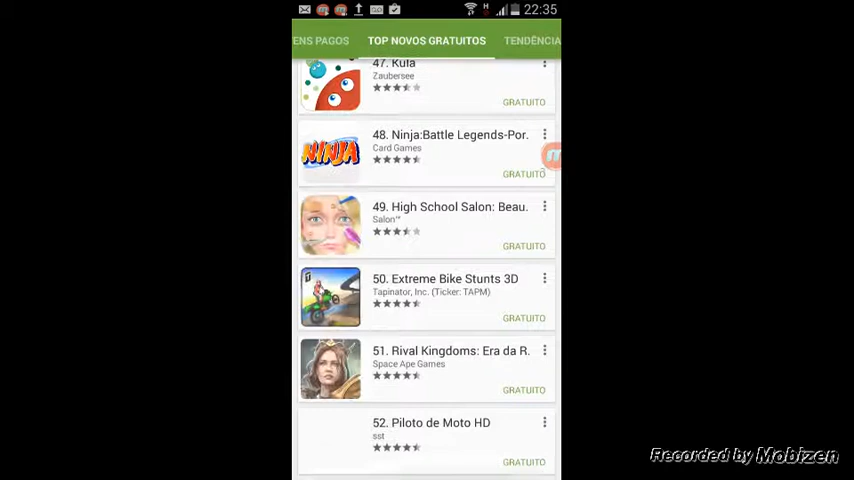 22:35
ENS PAGOS TOP NOVOS GRATUITOS TENDÊNCIA
47. Kula
Zaubersee
GRATUITO
NINJA
48. Ninja:Battle Legends-Por.
Card Games
GRATUITO
49. High School Salon: Beau.
Salon™
GRATUITO
50. Extreme Bike Stunts 3D
Tapinator, Inc. (Ticker: TAPM)
GRATUITO
51. Rival Kingdoms: Era da R.
Space Ape Games
GRATUITO
52. Piloto de Moto HD
sst
GRATUITO
Recorded by Mobizen